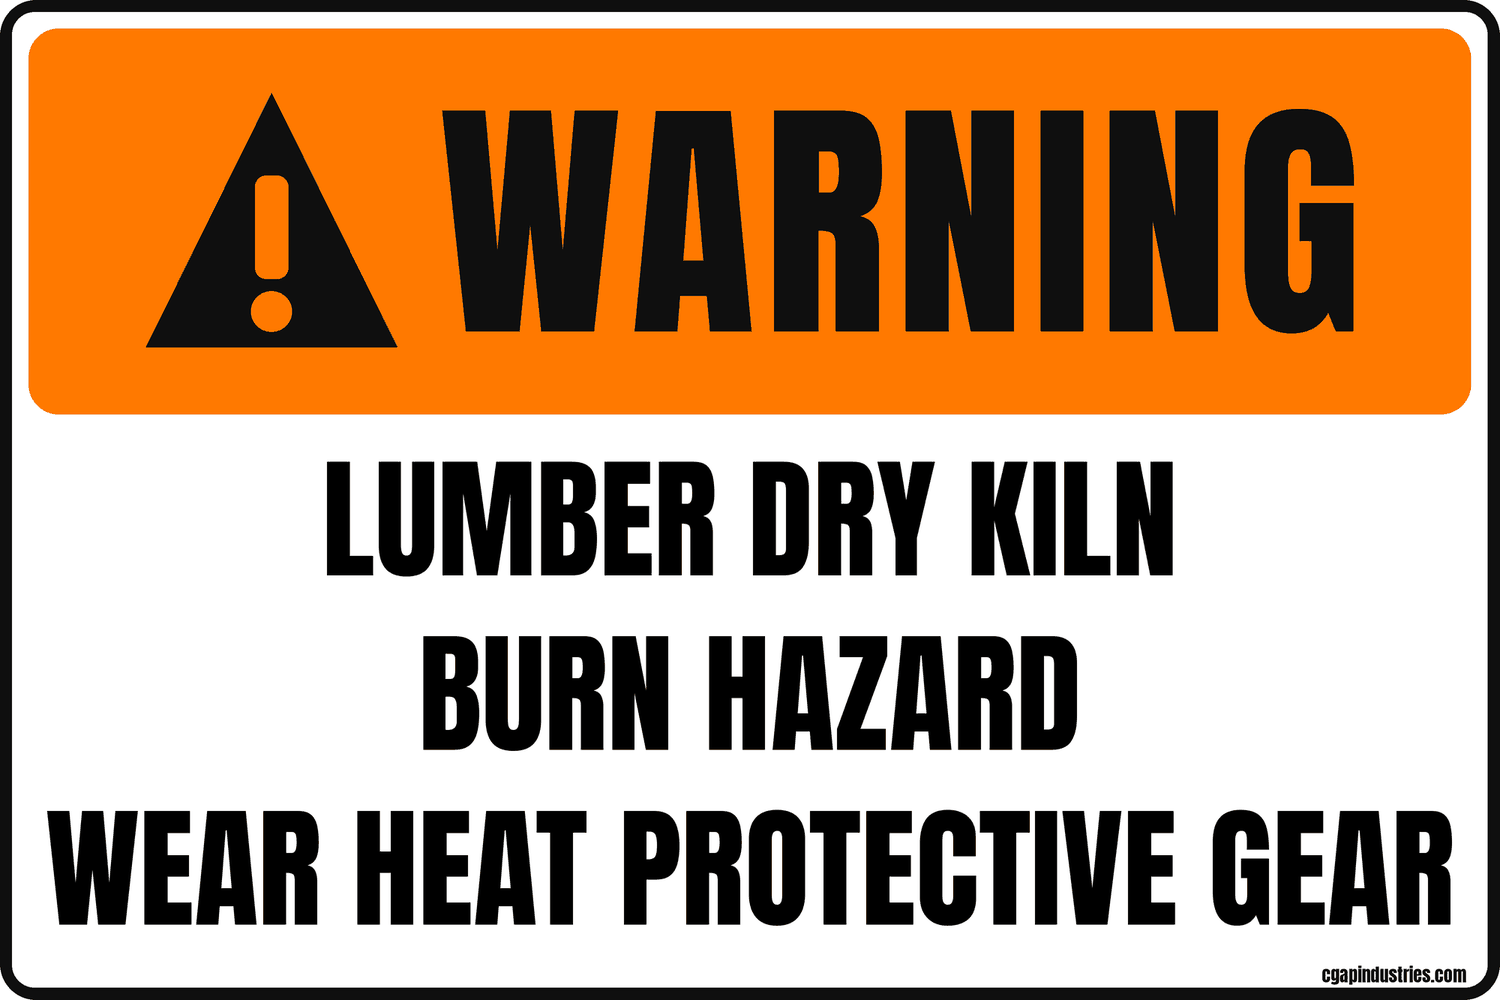 WARNING
LUMBER DRY KILN
BURN HAZARD
WEAR HEAT PROTECTIVE GEAR
cgapindustries.com